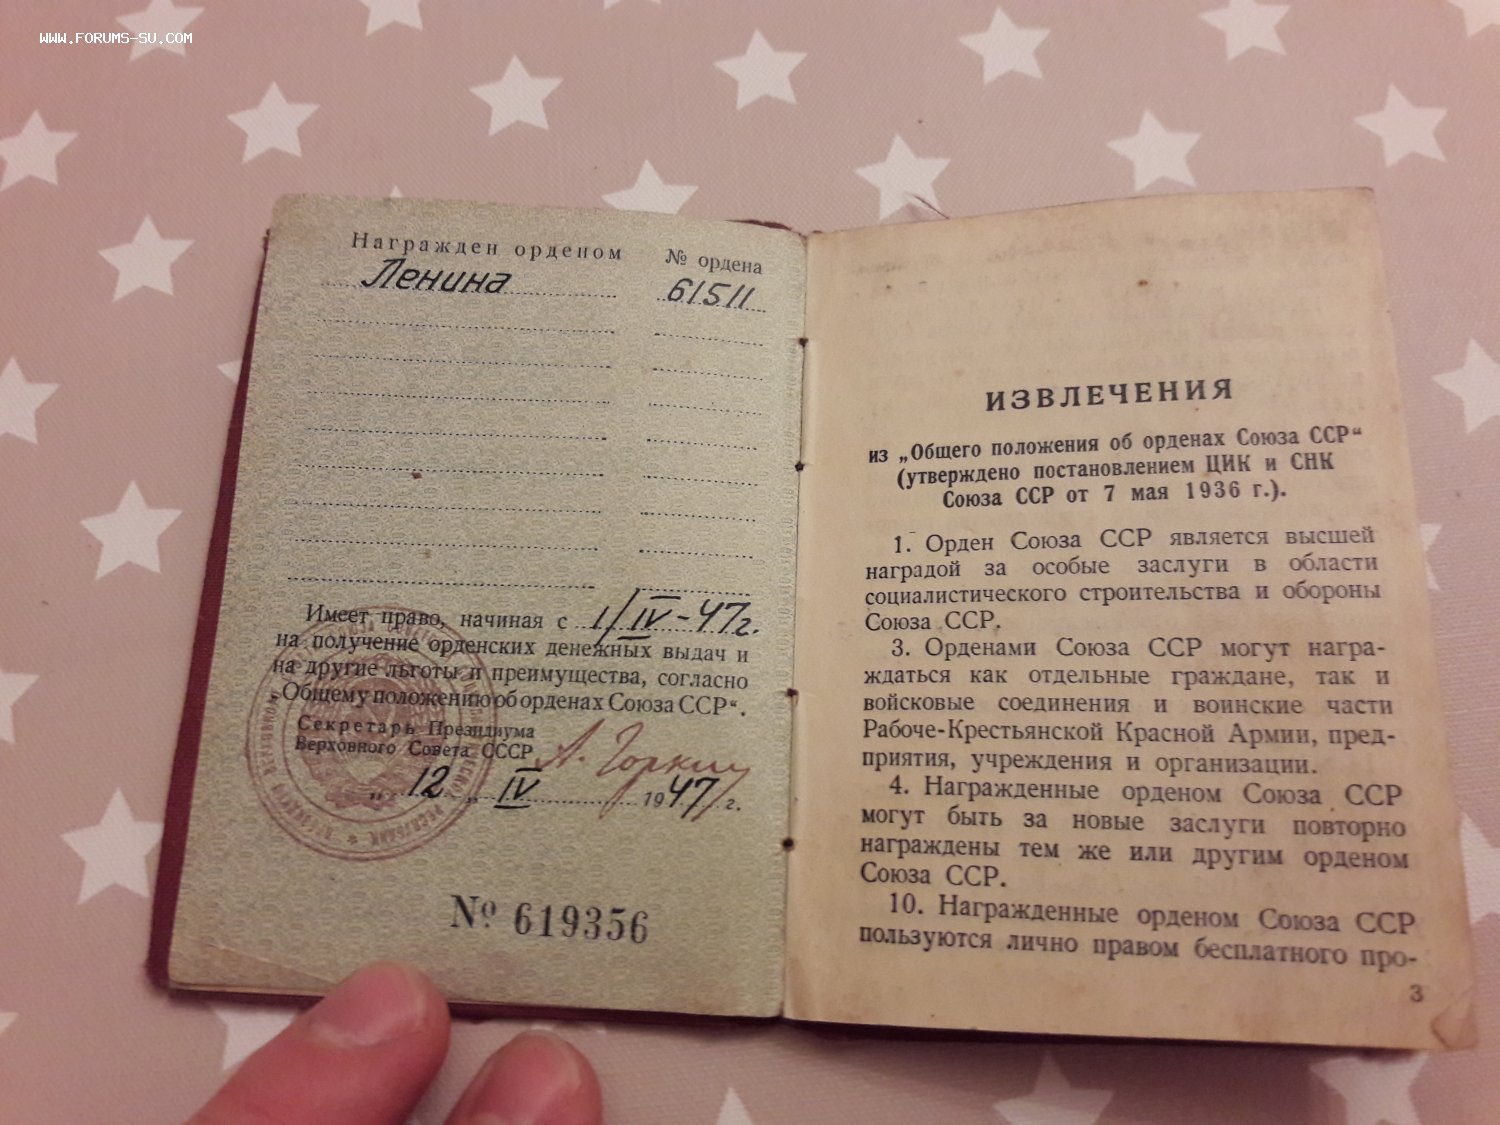 WWW.FORUMS-SU.COM
Награжден орденом № ордена
Ленина 61511
Имеет право, начиная с 1/IV-47г.
на получение орденских денежных выдач и
на другие льготы и преимущества, согласно
„Общему положению об орденах Союза ССР“.
Секретарь Президиума
Верховного Совета СССР А. Горкин
„ 12 „ IV 1947 г.
№ 619356
ИЗВЛЕЧЕНИЯ
из „Общего положения об орденах Союза ССР“
(утверждено постановлением ЦИК и СНК
Союза ССР от 7 мая 1936 г.).
1. Орден Союза ССР является высшей
наградой за особые заслуги в области
социалистического строительства и обороны
Союза ССР.
3. Орденами Союза ССР могут награ-
ждаться как отдельные граждане, так и
войсковые соединения и воинские части
Рабоче-Крестьянской Красной Армии, пред-
приятия, учреждения и организации.
4. Награжденные орденом Союза ССР
могут быть за новые заслуги повторно
награждены тем же или другим орденом
Союза ССР.
10. Награжденные орденом Союза ССР
пользуются лично правом бесплатного про-
3